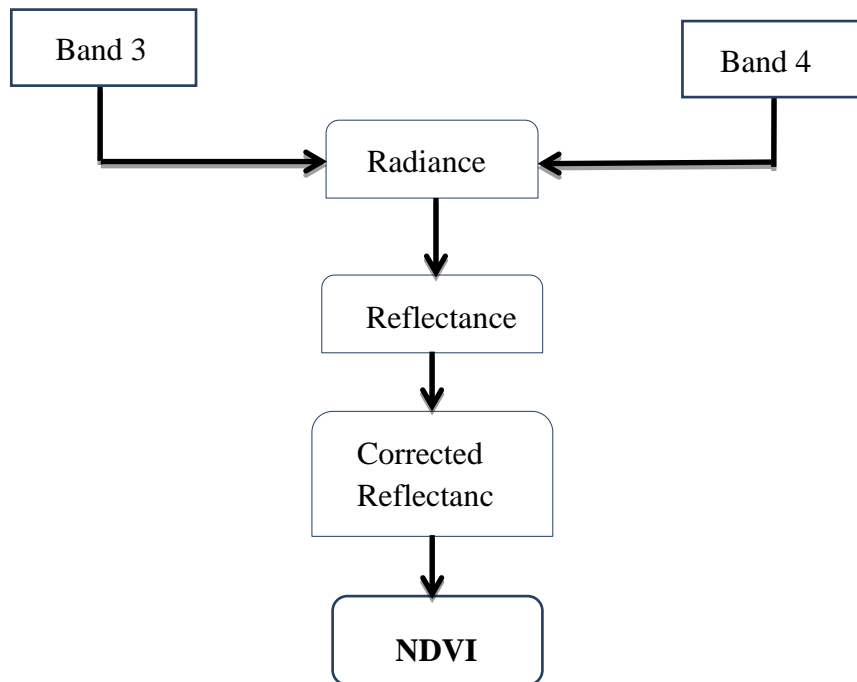 Band 3
Band 4
Radiance
Reflectance
Corrected
Reflectanc
NDVI